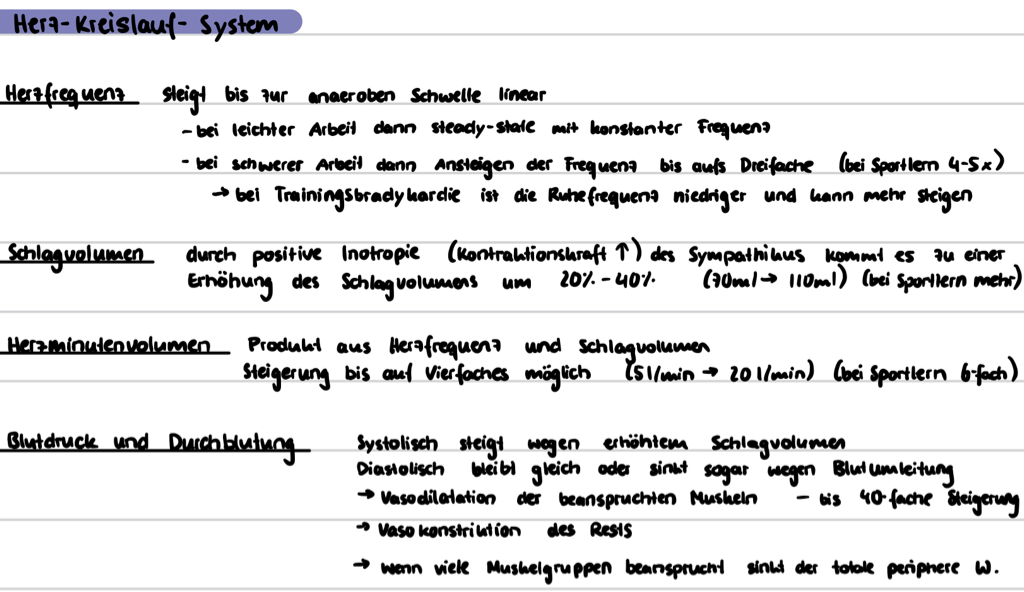 Herz-Kreislauf-System
Herzfrequenz steigt bis zur anaeroben Schwelle linear
- bei leichter Arbeit dann steady-state mit konstanter Frequenz
- bei schwerer Arbeit dann Ansteigen der Frequenz bis aufs Dreifache (bei Sportlern 4-5x)
→ bei Trainingsbradykardie ist die Ruhefrequenz niedriger und kann mehr steigen
Schlagvolumen durch positive Inotropie (Kontraktionskraft ↑) des Sympathikus kommt es zu einer
Erhöhung des Schlagvolumens um 20% - 40% (70ml → 110ml) (bei Sportlern mehr)
Herzminutenvolumen Produkt aus Herzfrequenz und Schlagvolumen
Steigerung bis auf Vierfaches möglich (5l/min → 20 l/min) (bei Sportlern 6-fach)
Blutdruck und Durchblutung Systolisch steigt wegen erhöhtem Schlagvolumen
Diastolisch bleibt gleich oder sinkt sogar wegen Blutumleitung
→ Vasodilatation der beanspruchten Muskeln - bis 40-fache Steigerung
→ Vasokonstriktion des Rests
→ wenn viele Muskelgruppen beansprucht sinkt der totale periphere W.